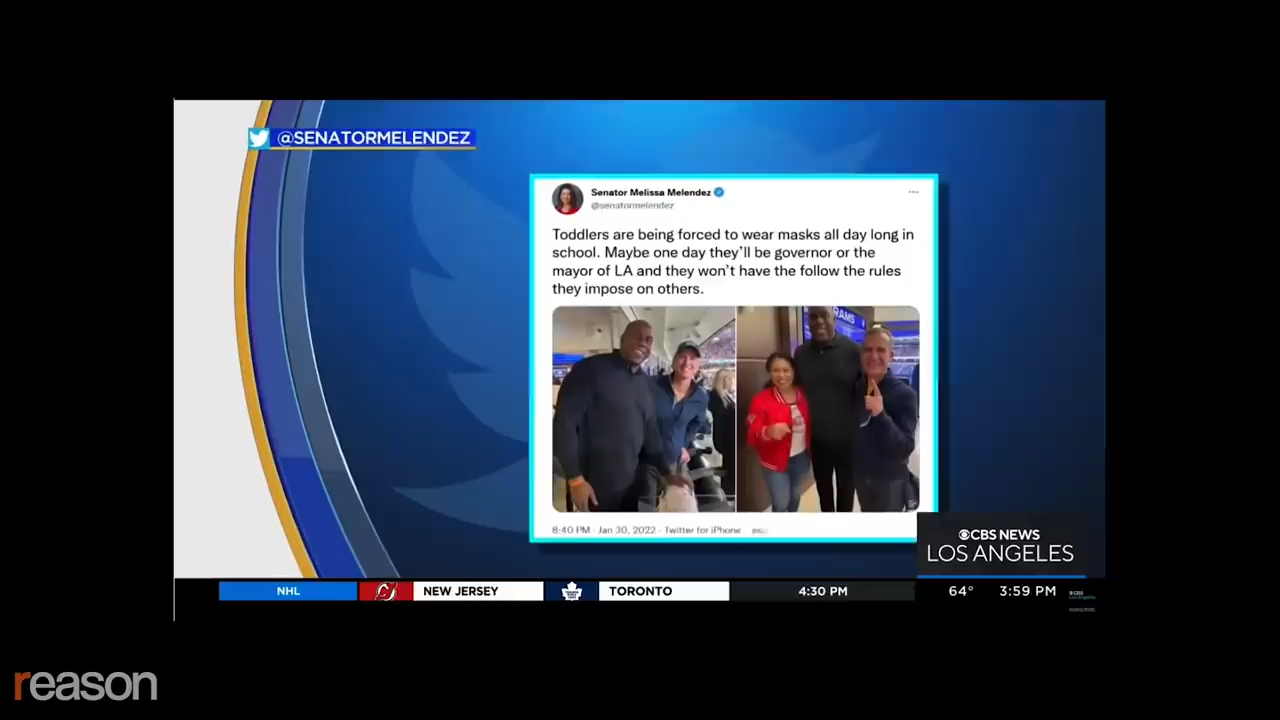 @SENATORMELENDEZ
Senator Melissa Melendez
@senatormelendez
Toddlers are being forced to wear masks all day long in
school. Maybe one day they'll be governor or the
mayor of LA and they won't have the follow the rules
they impose on others.
RAMS
8:40 PM · Jan 30, 2022 · Twitter for iPhone
CBS NEWS
LOS ANGELES
NHL NEW JERSEY TORONTO 4:30 PM 64° 3:59 PM
reason